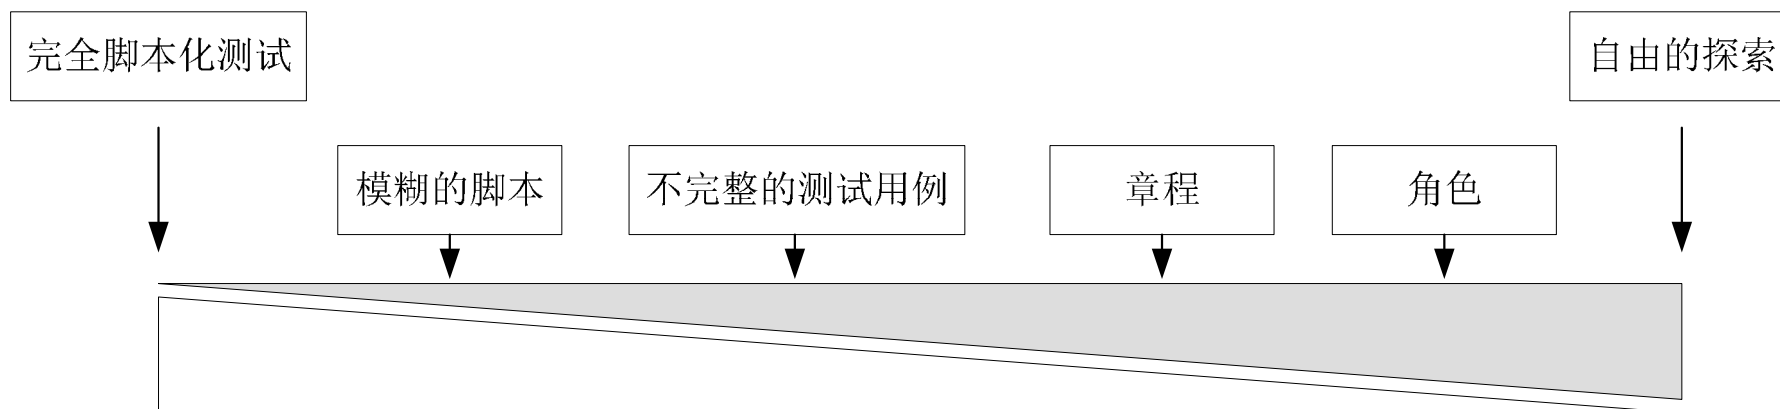 完全脚本化测试
自由的探索
模糊的脚本
不完整的测试用例
章程
角色